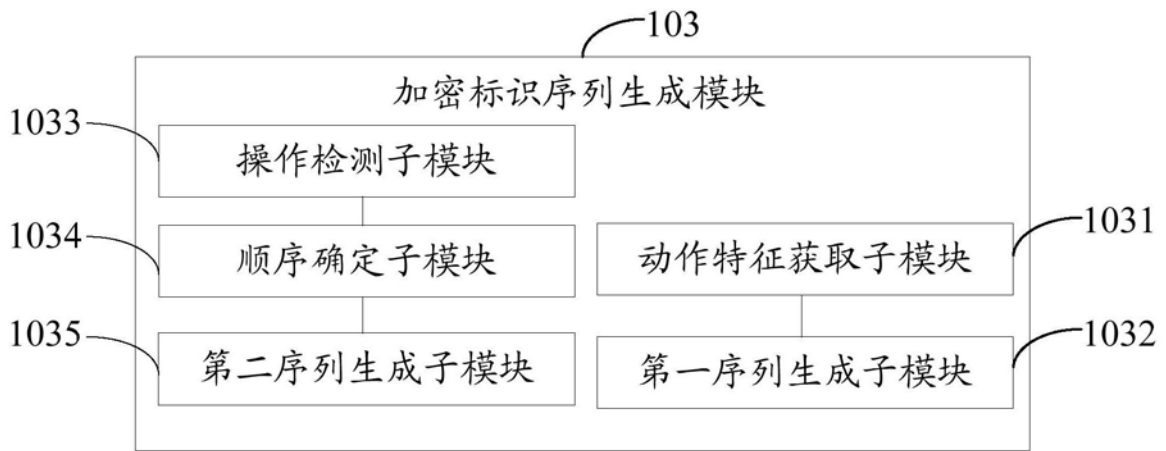 103
加密标识序列生成模块
1033
操作检测子模块
1034
顺序确定子模块
1031
动作特征获取子模块
1035
第二序列生成子模块
1032
第一序列生成子模块